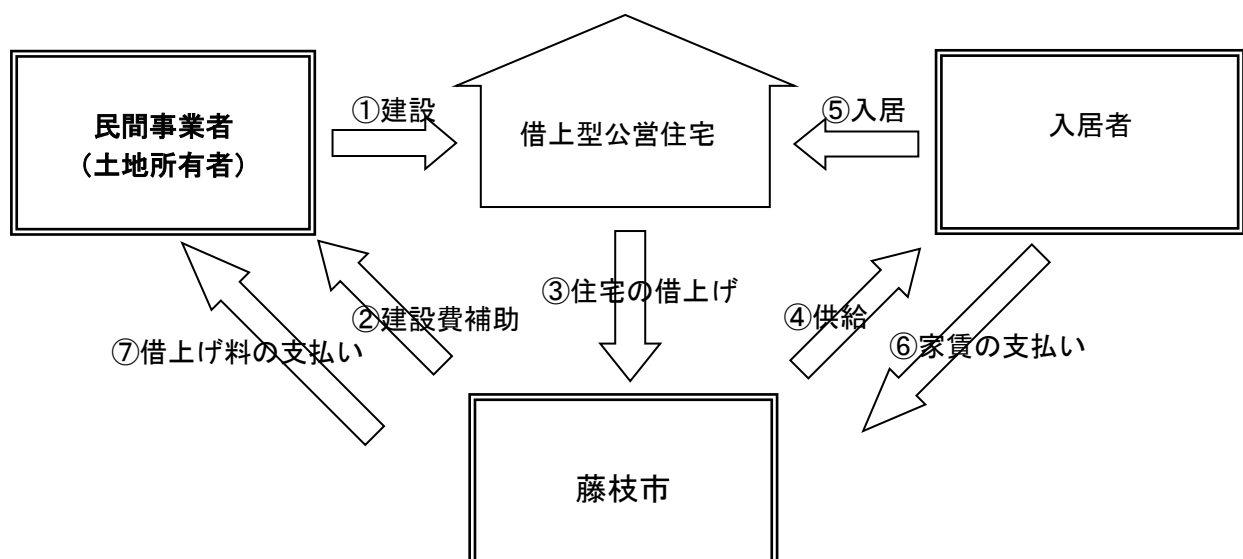 民間事業者
（土地所有者）
①建設
借上型公営住宅
⑤入居
入居者
③住宅の借上げ
②建設費補助
④供給
⑦借上げ料の支払い
⑥家賃の支払い
藤枝市